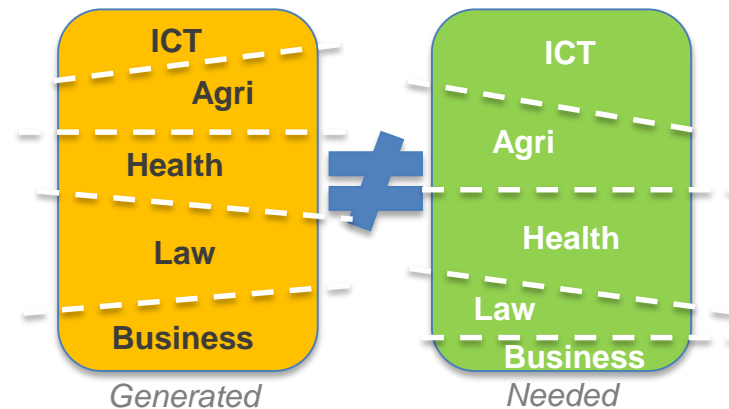 ICT
Agri
Health
Law
Business
Generated
≠
ICT
Agri
Health
Law
Business
Needed